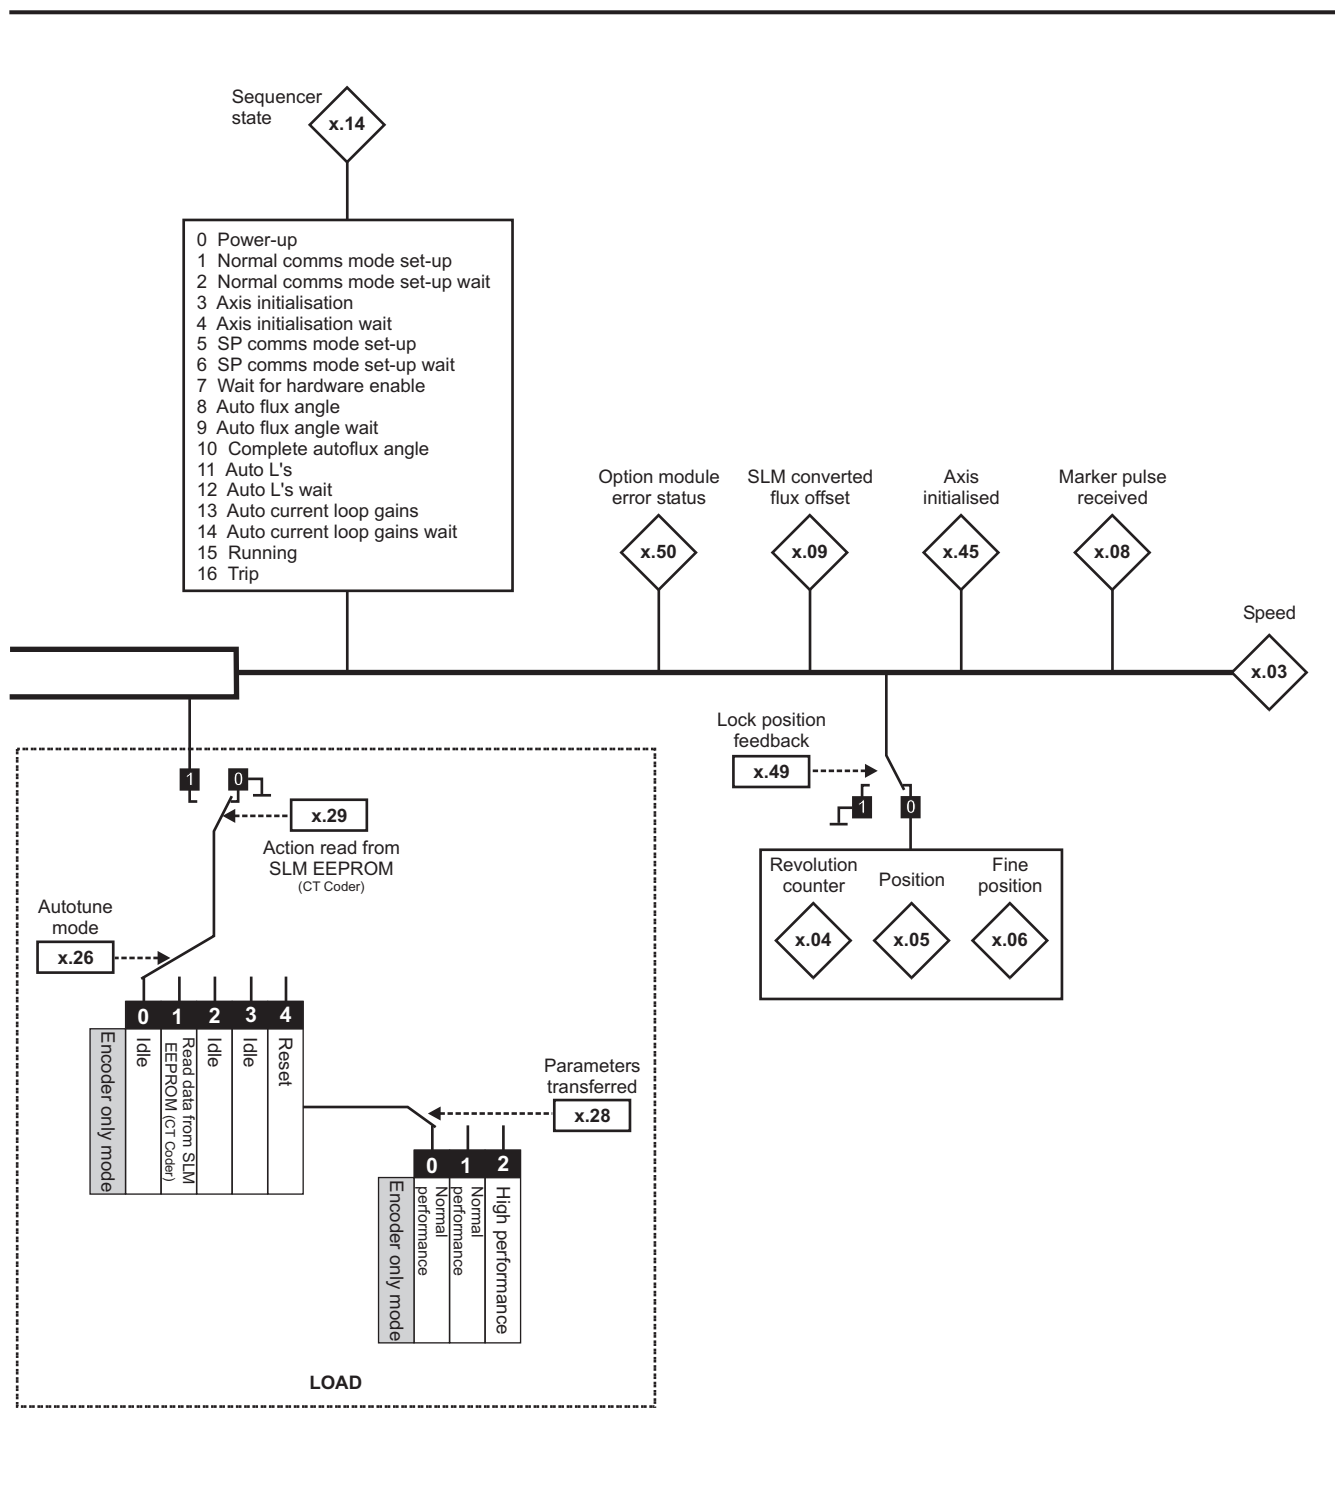 Sequencer
state
x.14
0 Power-up
1 Normal comms mode set-up
2 Normal comms mode set-up wait
3 Axis initialisation
4 Axis initialisation wait
5 SP comms mode set-up
6 SP comms mode set-up wait
7 Wait for hardware enable
8 Auto flux angle
9 Auto flux angle wait
10 Complete autoflux angle
11 Auto L's
12 Auto L's wait
13 Auto current loop gains
14 Auto current loop gains wait
15 Running
16 Trip
Option module
error status
x.50
SLM converted
flux offset
x.09
Axis
initialised
x.45
Marker pulse
received
x.08
Speed
x.03
Lock position
feedback
x.49
1 0
Revolution
counter
x.04
Position
x.05
Fine
position
x.06
1 0
x.29
Action read from
SLM EEPROM
(CT Coder)
Autotune
mode
x.26
0 1 2 3 4
Encoder only mode
Idle
Read data from SLM
EEPROM (CT Coder)
Idle
Idle
Reset
Parameters
transferred
x.28
0 1 2
Encoder only mode
Normal
performance
Normal
performance
High performance
LOAD